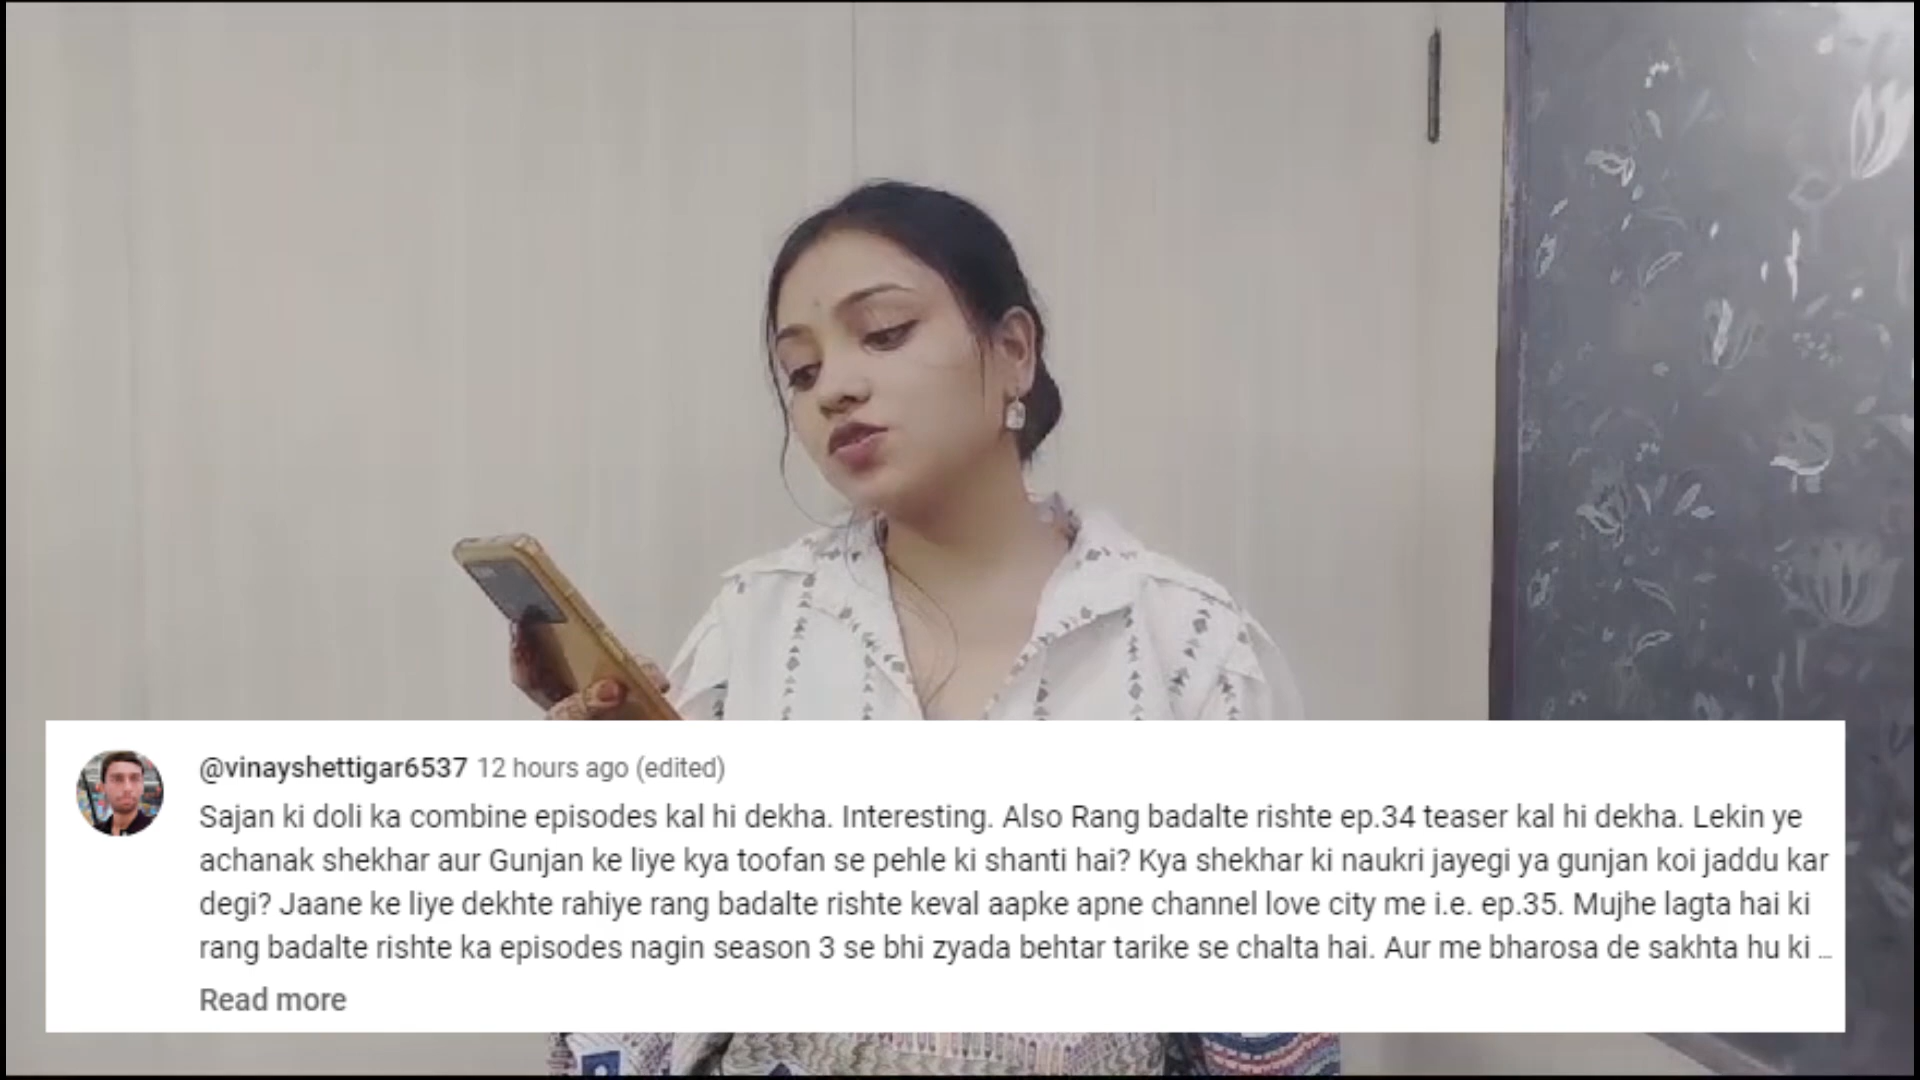 @vinayshettigar6537 12 hours ago (edited)
Sajan ki doli ka combine episodes kal hi dekha. Interesting. Also Rang badalte rishte ep.34 teaser kal hi dekha. Lekin ye
achanak shekhar aur Gunjan ke liye kya toofan se pehle ki shanti hai? Kya shekhar ki naukri jayegi ya gunjan koi jaddu kar
degi? Jaane ke liye dekhte rahiye rang badalte rishte keval aapke apne channel love city me i.e. ep.35. Mujhe lagta hai ki
rang badalte rishte ka episodes nagin season 3 se bhi zyada behtar tarike se chalta hai. Aur me bharosa de sakhta hu ki ...
Read more